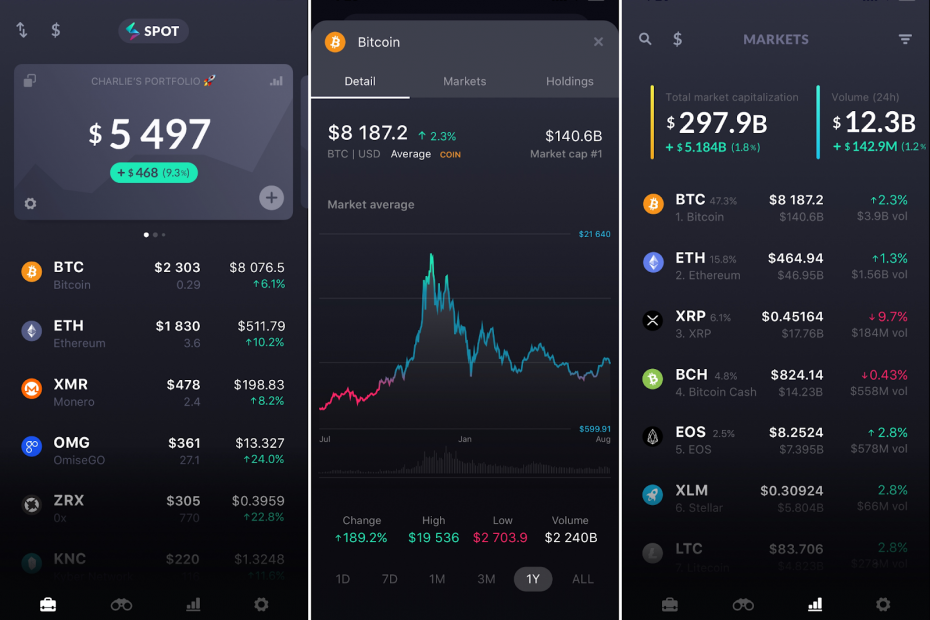 $
SPOT
CHARLIE'S PORTFOLIO
$ 5 497
+ $ 468 (9.3%)
BTC $2 303 $8 076.5
Bitcoin 0.29 ↑6.1%
ETH $1 830 $511.79
Ethereum 3.6 ↑10.2%
XMR $478 $198.83
Monero 2.4 ↑8.2%
OMG $361 $13.327
OmiseGO 27.1 ↑24.0%
ZRX $305 $0.3959
0x 770 ↑22.8%
KNC $220 $1.3248
↑11.6%
Bitcoin
Detail Markets Holdings
$8 187.2 ↑ 2.3% $140.6B
BTC | USD Average COIN Market cap #1
Market average
$21 640
$599.91
Jul Jan Aug
Change High Low Volume
↑189.2% $19 536 $2 703.9 $2 240B
1D 7D 1M 3M 1Y ALL
$ MARKETS
Total market capitalization Volume (24h)
$ 297.9B $ 12.3B
+ $ 5.184B (1.8%) + $ 142.9M (1.2%
BTC 47.3% $8 187.2 ↑2.3%
1. Bitcoin $140.6B $3.9B vol
ETH 15.8% $464.94 ↑1.3%
2. Ethereum $46.95B $1.56B vol
XRP 6.1% $0.45164 ↓9.7%
3. XRP $17.76B $184M vol
BCH 4.8% $824.14 ↓0.43%
4. Bitcoin Cash $14.23B $558M vol
EOS 2.5% $8.2524 ↑2.8%
5. EOS $7.395B $578M vol
XLM $0.30924 2.8%
6. Stellar $5.804B $66M vol
LTC $83.706 2.8%
7. Litecoin $4.823B vol